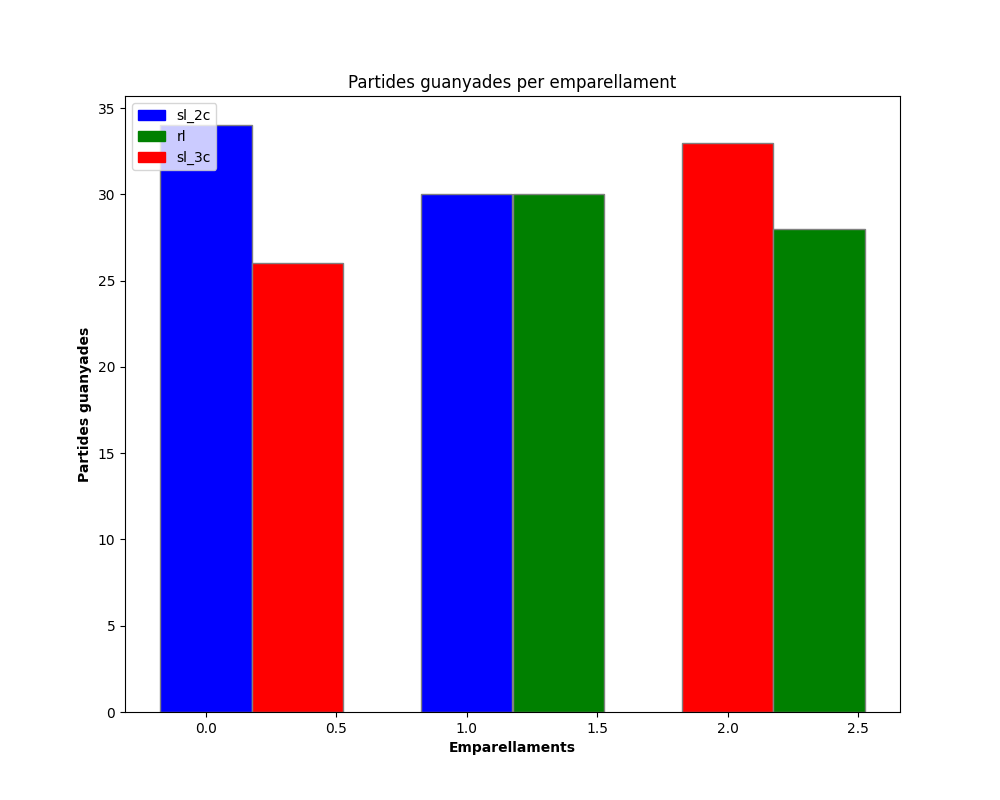 Partides guanyades per emparellament
sl_2c
rl
sl_3c
35
30
25
20
15
10
5
0
Partides guanyades
0.0 0.5 1.0 1.5 2.0 2.5
Emparellaments